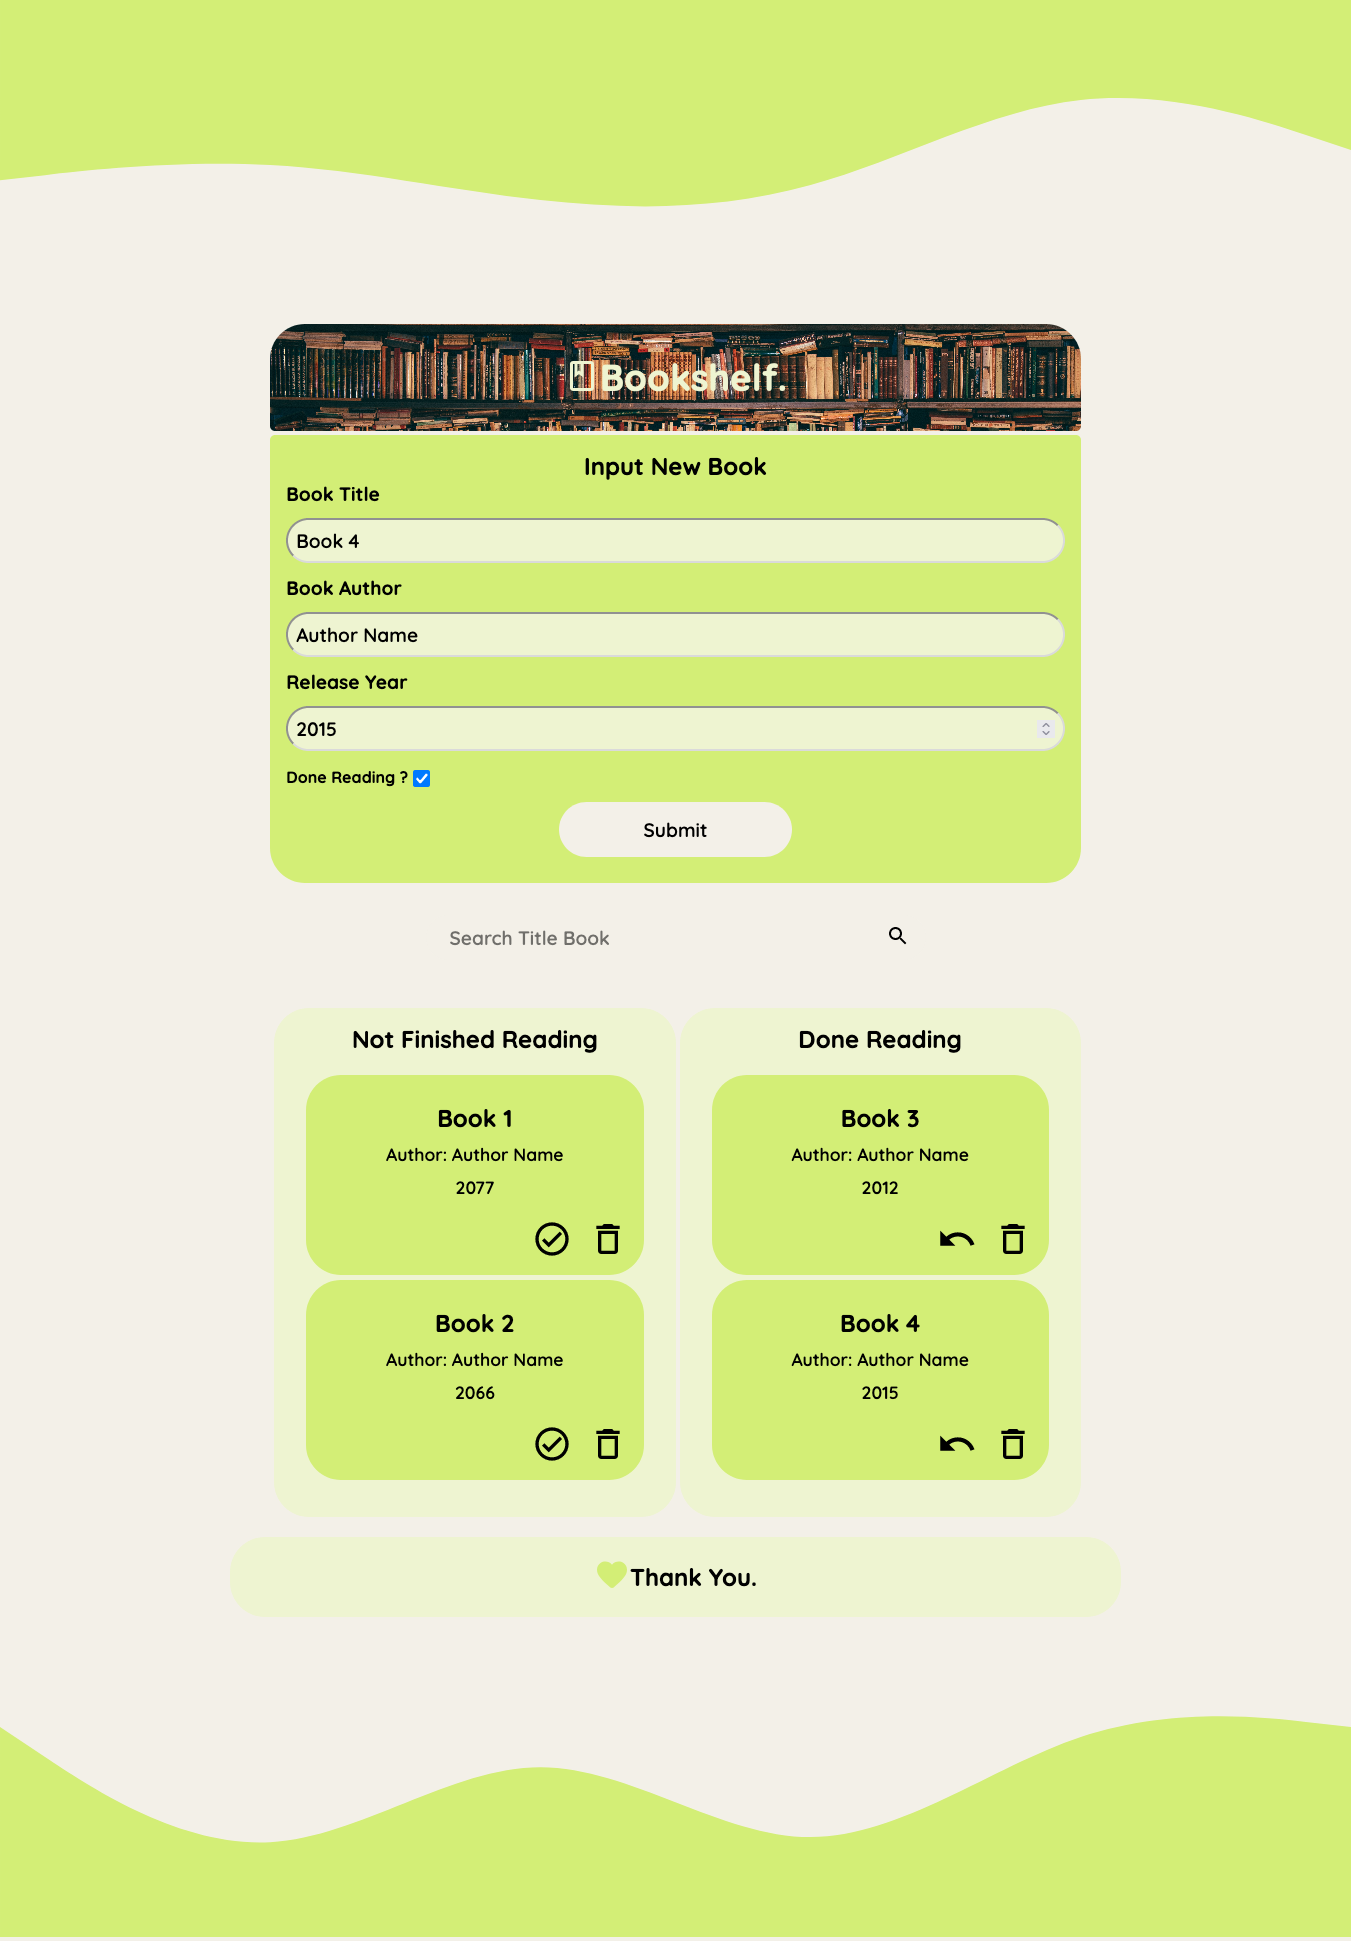 Bookshelf.
Input New Book
Book Title
Book 4
Book Author
Author Name
Release Year
2015
Done Reading ?
Submit
Search Title Book
Not Finished Reading
Book 1
Author: Author Name
2077
Book 2
Author: Author Name
2066
Done Reading
Book 3
Author: Author Name
2012
Book 4
Author: Author Name
2015
Thank You.